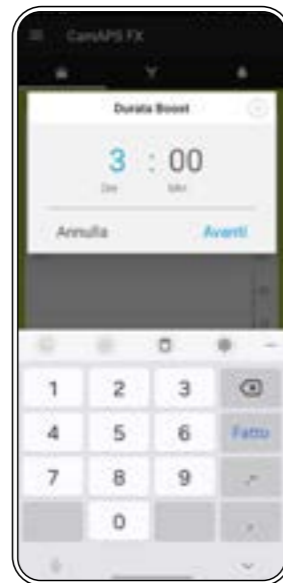 CamAPS FX
Durata Boost
3 : 00
Ore Min
Annulla Avanti
1 2 3
4 5 6 Fatto
7 8 9 .-
0 ,